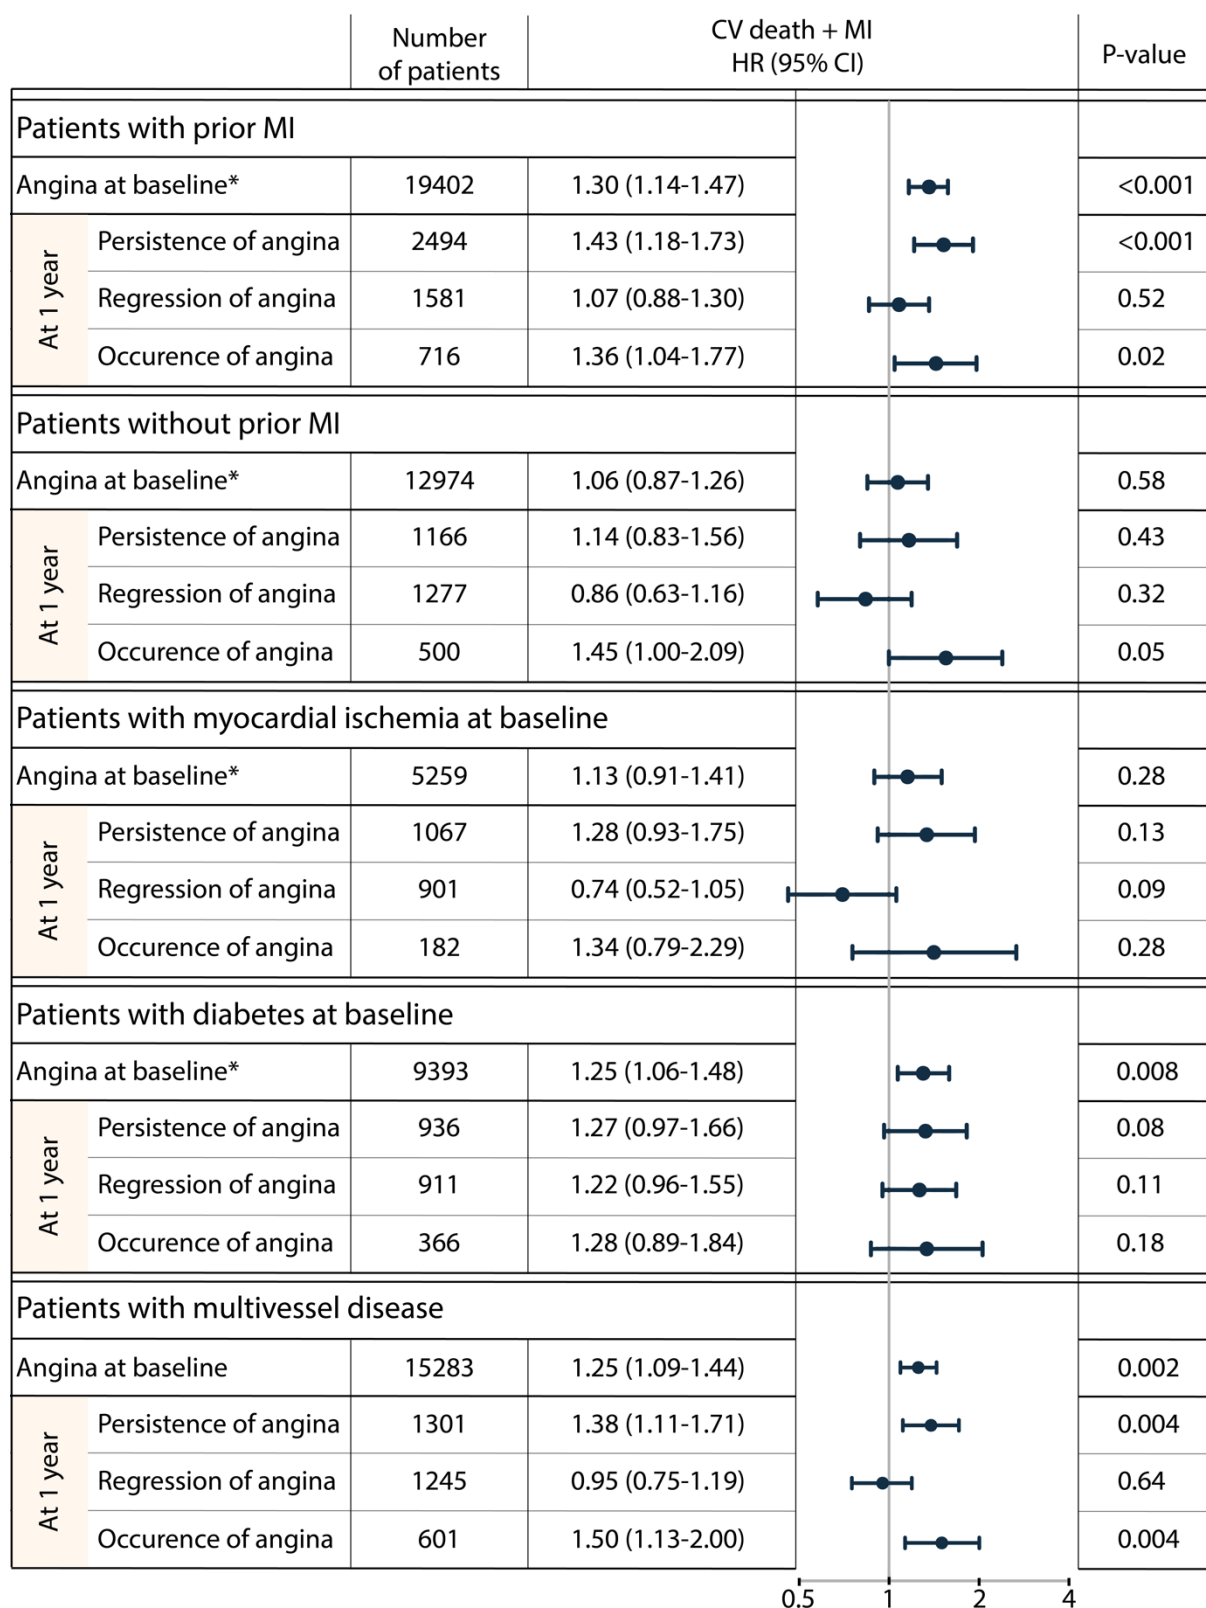 Number of patients CV death + MI HR (95% CI) P-value
Patients with prior MI
Angina at baseline* 19402 1.30 (1.14-1.47) <0.001
At 1 year
Persistence of angina 2494 1.43 (1.18-1.73) <0.001
Regression of angina 1581 1.07 (0.88-1.30) 0.52
Occurence of angina 716 1.36 (1.04-1.77) 0.02
Patients without prior MI
Angina at baseline* 12974 1.06 (0.87-1.26) 0.58
At 1 year
Persistence of angina 1166 1.14 (0.83-1.56) 0.43
Regression of angina 1277 0.86 (0.63-1.16) 0.32
Occurence of angina 500 1.45 (1.00-2.09) 0.05
Patients with myocardial ischemia at baseline
Angina at baseline* 5259 1.13 (0.91-1.41) 0.28
At 1 year
Persistence of angina 1067 1.28 (0.93-1.75) 0.13
Regression of angina 901 0.74 (0.52-1.05) 0.09
Occurence of angina 182 1.34 (0.79-2.29) 0.28
Patients with diabetes at baseline
Angina at baseline* 9393 1.25 (1.06-1.48) 0.008
At 1 year
Persistence of angina 936 1.27 (0.97-1.66) 0.08
Regression of angina 911 1.22 (0.96-1.55) 0.11
Occurence of angina 366 1.28 (0.89-1.84) 0.18
Patients with multivessel disease
Angina at baseline 15283 1.25 (1.09-1.44) 0.002
At 1 year
Persistence of angina 1301 1.38 (1.11-1.71) 0.004
Regression of angina 1245 0.95 (0.75-1.19) 0.64
Occurence of angina 601 1.50 (1.13-2.00) 0.004
0.5 1 2 4